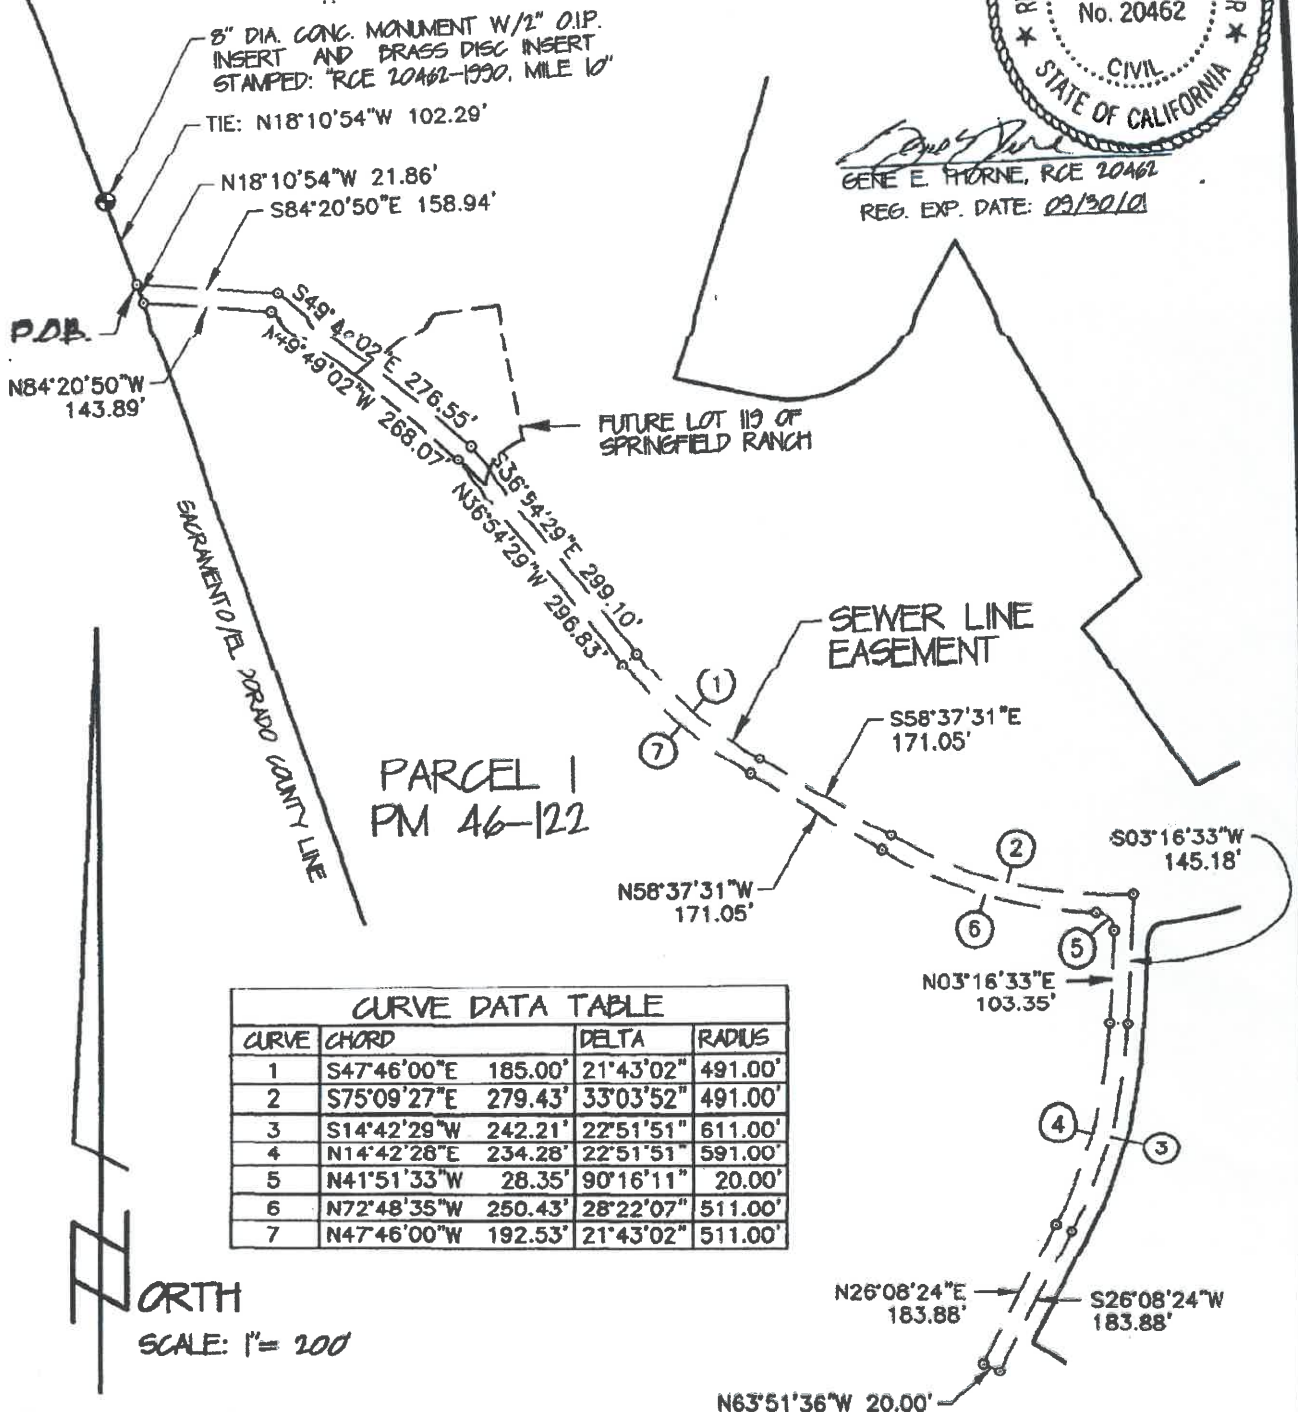 8" DIA. CONC. MONUMENT W/2" O.I.P.
INSERT AND BRASS DISC INSERT
STAMPED: "RCE 20462-1990, MILE 10"
TIE: N18°10'54"W 102.29'
N18°10'54"W 21.86'
S84°20'50"E 158.94'
No. 20462
CIVIL
STATE OF CALIFORNIA
GENE E. THORNE, RCE 20462
REG. EXP. DATE: 09/30/01
P.O.B.
N84°20'50"W
143.89'
S49°49'02"E 276.55'
N49°49'02"W 268.07'
FUTURE LOT 119 OF
SPRINGFIELD RANCH
S36°54'29"E 299.10'
N36°54'29"W 296.83'
SACRAMENTO/EL DORADO COUNTY LINE
SEWER LINE
EASEMENT
1
7
S58°37'31"E
171.05'
PARCEL 1
PM 46-122
N58°37'31"W
171.05'
2
6
5
S03°16'33"W
145.18'
N03°16'33"E
103.35'
CURVE DATA TABLE
CURVE CHORD DELTA RADIUS
1 S47°46'00"E 185.00' 21°43'02" 491.00'
2 S75°09'27"E 279.43' 33°03'52" 491.00'
3 S14°42'29"W 242.21' 22°51'51" 611.00'
4 N14°42'28"E 234.28' 22°51'51" 591.00'
5 N41°51'33"W 28.35' 90°16'11" 20.00'
6 N72°48'35"W 250.43' 28°22'07" 511.00'
7 N47°46'00"W 192.53' 21°43'02" 511.00'
4
3
NORTH
SCALE: 1"= 200'
N26°08'24"E
183.88'
S26°08'24"W
183.88'
N63°51'36"W 20.00'